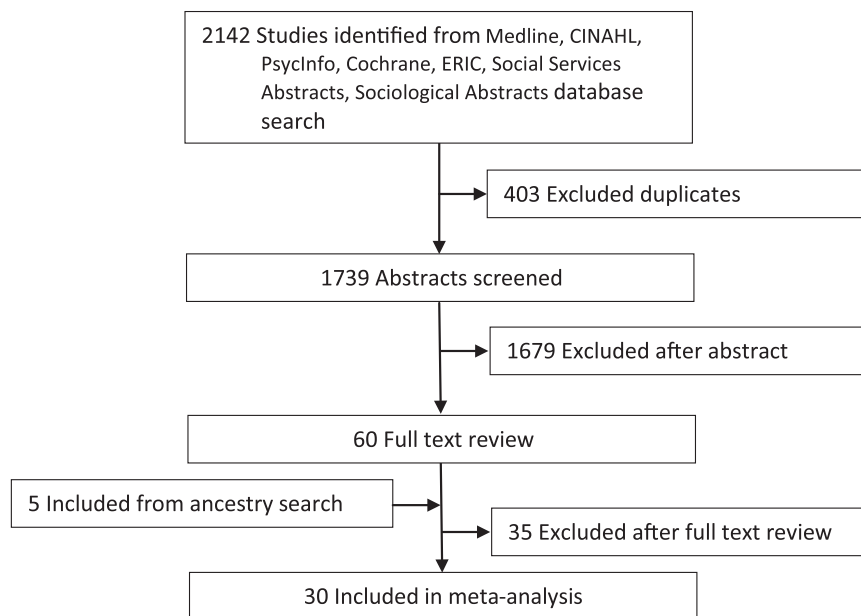 2142 Studies identified from Medline, CINAHL,
PsycInfo, Cochrane, ERIC, Social Services
Abstracts, Sociological Abstracts database
search
403 Excluded duplicates
1739 Abstracts screened
1679 Excluded after abstract
60 Full text review
5 Included from ancestry search
35 Excluded after full text review
30 Included in meta-analysis